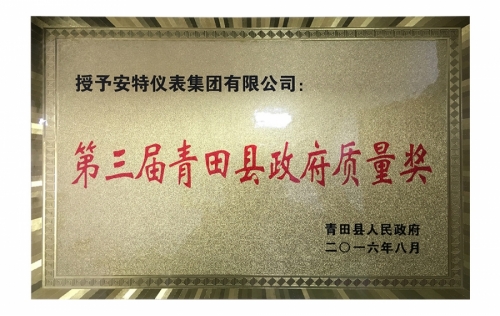 授予安特仪表集团有限公司：
第三届青田县政府质量奖
青田县人民政府
二〇一六年八月